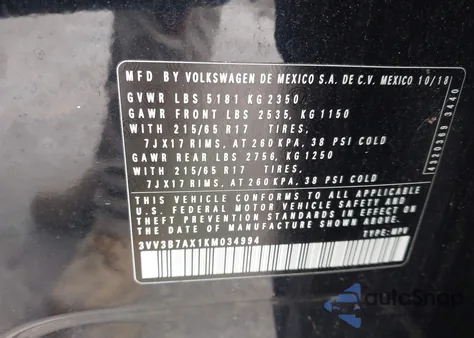 MFD BY VOLKSWAGEN DE MEXICO S.A. DE C.V. MEXICO 10/18
GVWR LBS 5181 KG 2350
GAWR FRONT LBS 2535, KG 1150
WITH 215/65 R17 TIRES,
7JX17 RIMS, AT 260 KPA, 38 PSI COLD
GAWR REAR LBS 2756, KG 1250
WITH 215/65 R17 TIRES,
7JX17 RIMS, AT 260 KPA, 38 PSI COLD
THIS VEHICLE CONFORMS TO ALL APPLICABLE
U.S. FEDERAL MOTOR VEHICLE SAFETY AND
THEFT PREVENTION STANDARDS IN EFFECT ON
THE DATE OF MANUFACTURE SHOWN ABOVE
3VV3B7AX1KM034994 TYPE: MPV
4320369 3440
autoSnap